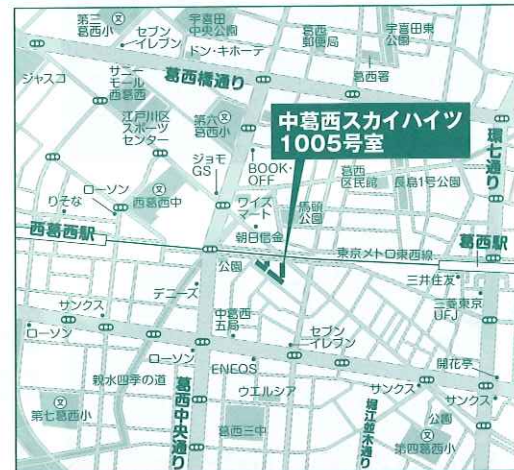 第三葛西小
文
セブン
イレブン
宇喜田
中央公園
ドン・キホーテ
葛西
郵便局
宇喜田東
公園
ジャスコ
サニー
モール
西葛西
葛西橋通り
葛西署
江戸川区
スポーツ
センター
第六
葛西小
文
中葛西スカイハイツ
1005号室
環七通り
ジョモ
GS
BOOK・
OFF
葛西
区民館
長島1号公園
ローソン
りそな
文
西葛西中
ワイズ
マート
馬頭
公園
朝日信金
西葛西駅
東京メトロ東西線
葛西駅
公園
三井住友
デニーズ
三菱東京
UFJ
サンクス
中葛西
五局
セブン
イレブン
ローソン
ローソン
ENEOS
開花亭
親水四季の道
ウエルシア
サンクス
サンクス
文
第七葛西小
葛西中央通り
葛西三中
堀江並木通り
公園
文
第四葛西小